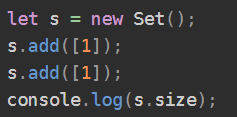 let s = new Set();
s.add([1]);
s.add([1]);
console.log(s.size);